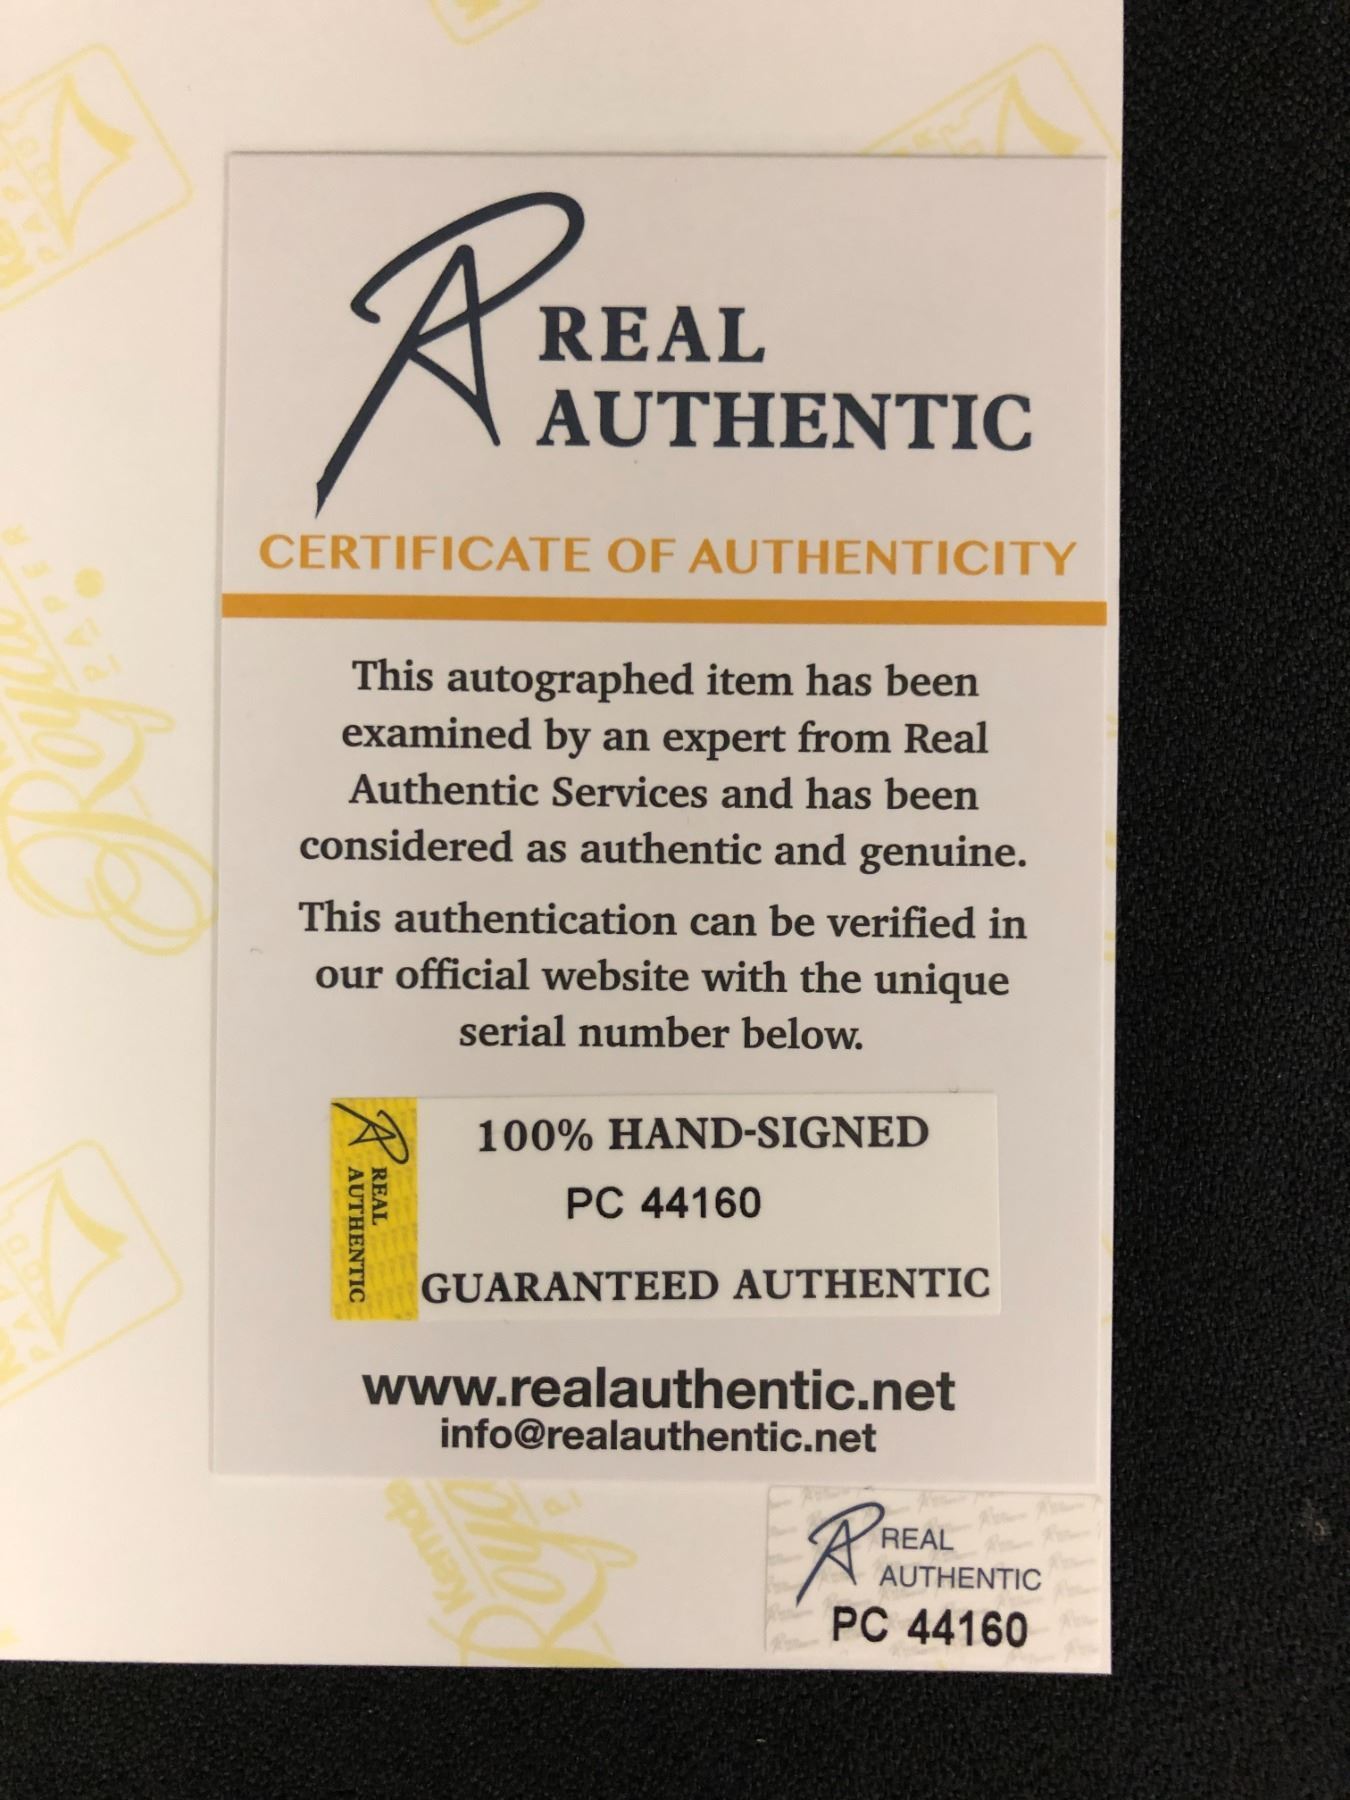 REAL
AUTHENTIC
CERTIFICATE OF AUTHENTICITY
This autographed item has been
examined by an expert from Real
Authentic Services and has been
considered as authentic and genuine.
This authentication can be verified in
our official website with the unique
serial number below.
REAL
AUTHENTIC
100% HAND-SIGNED
PC 44160
GUARANTEED AUTHENTIC
www.realauthentic.net
info@realauthentic.net
REAL
AUTHENTIC
PC 44160